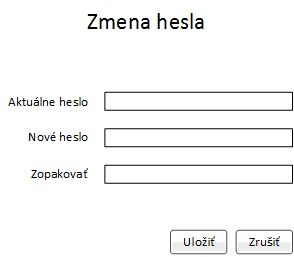 Zmena hesla
Aktuálne heslo
Nové heslo
Zopakovať
Uložiť Zrušiť